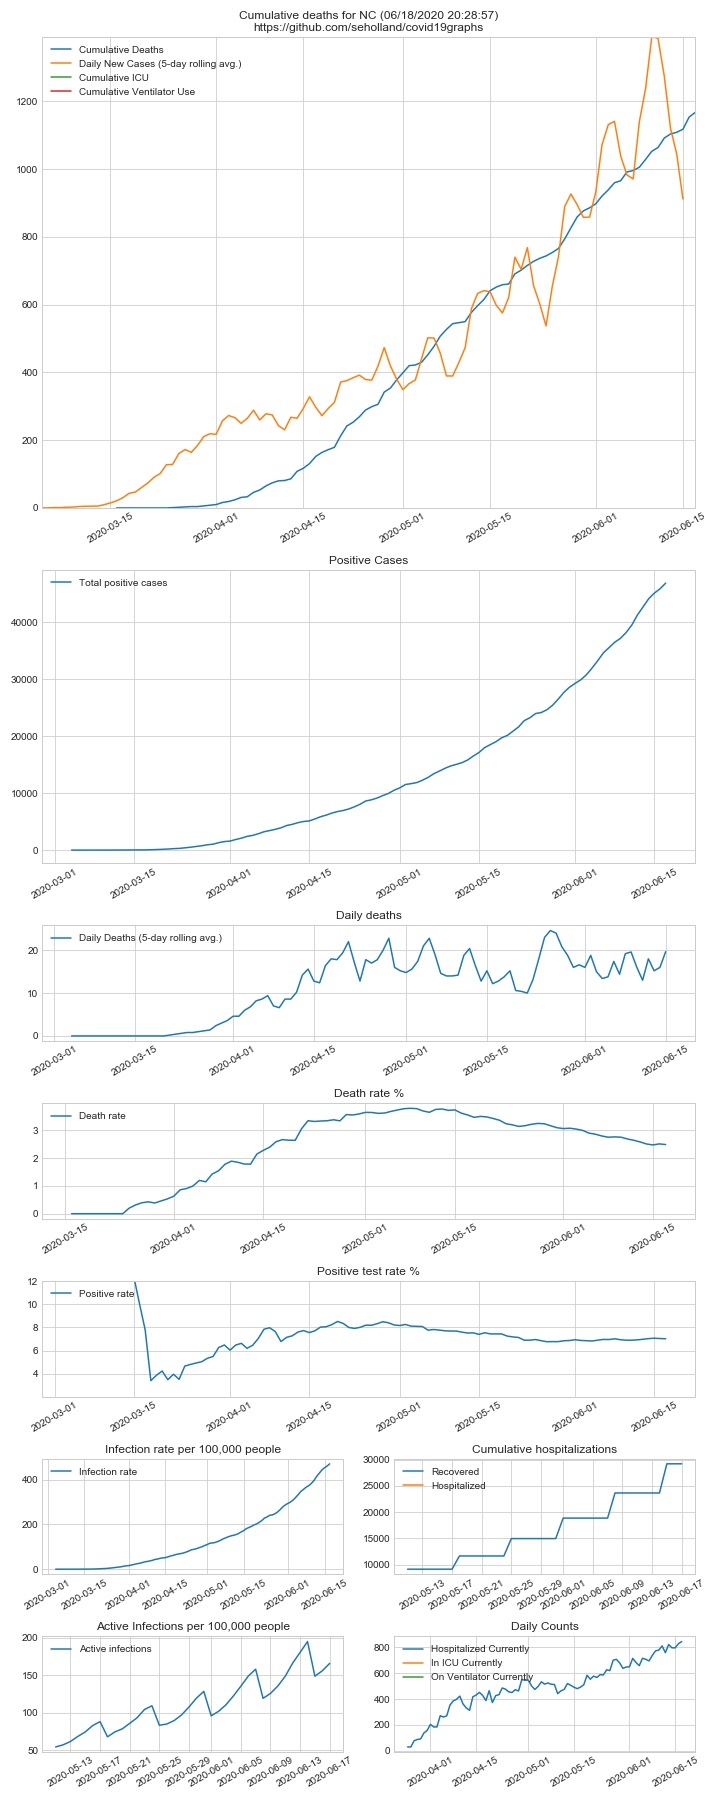 Cumulative deaths for NC (06/18/2020 20:28:57)
https://github.com/seholland/covid19graphs
Cumulative Deaths
Daily New Cases (5-day rolling avg.)
Cumulative ICU
Cumulative Ventilator Use
1200
1000
800
600
400
200
0
2020-03-15 2020-04-01 2020-04-15 2020-05-01 2020-05-15 2020-06-01 2020-06-15
Positive Cases
Total positive cases
40000
30000
20000
10000
0
2020-03-01 2020-03-15 2020-04-01 2020-04-15 2020-05-01 2020-05-15 2020-06-01 2020-06-15
Daily deaths
Daily Deaths (5-day rolling avg.)
20
10
0
2020-03-01 2020-03-15 2020-04-01 2020-04-15 2020-05-01 2020-05-15 2020-06-01 2020-06-15
Death rate %
Death rate
3
2
1
0
2020-03-15 2020-04-01 2020-04-15 2020-05-01 2020-05-15 2020-06-01 2020-06-15
Positive test rate %
Positive rate
12
10
8
6
4
2020-03-01 2020-03-15 2020-04-01 2020-04-15 2020-05-01 2020-05-15 2020-06-01 2020-06-15
Infection rate per 100,000 people
Infection rate
400
200
0
2020-03-01 2020-03-15 2020-04-01 2020-04-15 2020-05-01 2020-05-15 2020-06-01 2020-06-15
Cumulative hospitalizations
Recovered
Hospitalized
30000
25000
20000
15000
10000
2020-05-13 2020-05-17 2020-05-21 2020-05-25 2020-05-29 2020-06-01 2020-06-05 2020-06-09 2020-06-13 2020-06-17
Active Infections per 100,000 people
Active infections
200
150
100
50
2020-05-13 2020-05-17 2020-05-21 2020-05-25 2020-05-29 2020-06-01 2020-06-05 2020-06-09 2020-06-13 2020-06-17
Daily Counts
Hospitalized Currently
In ICU Currently
On Ventilator Currently
800
600
400
200
0
2020-04-01 2020-04-15 2020-05-01 2020-05-15 2020-06-01 2020-06-15